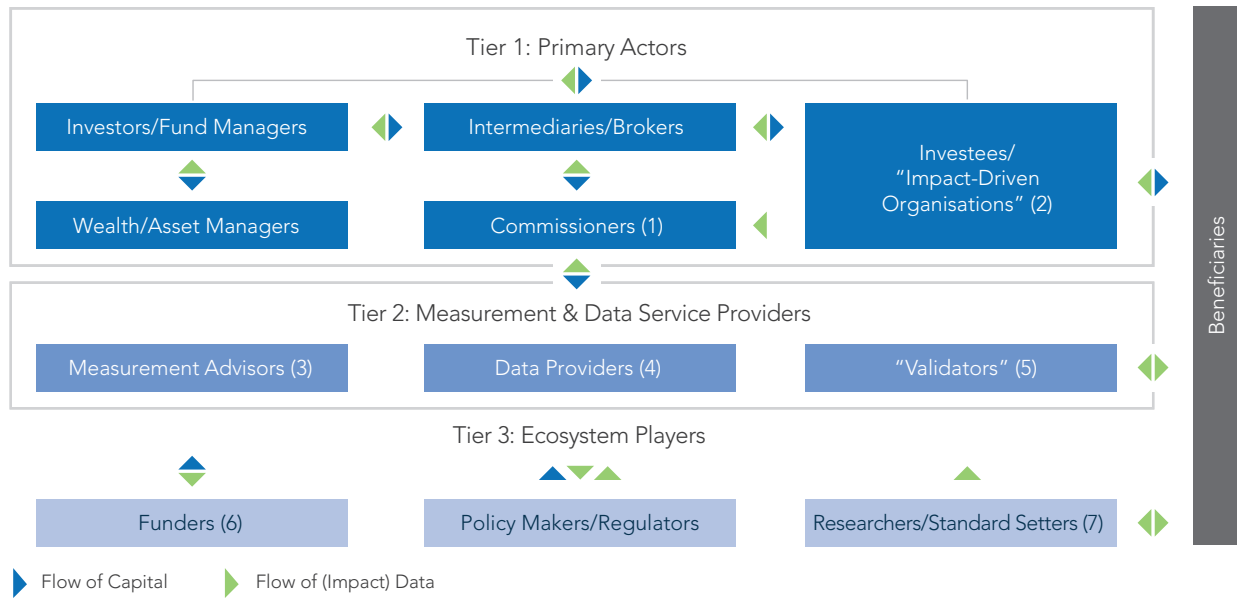 Tier 1: Primary Actors
Investors/Fund Managers
Intermediaries/Brokers
Investees/
“Impact-Driven
Organisations” (2)
Wealth/Asset Managers
Commissioners (1)
Tier 2: Measurement & Data Service Providers
Measurement Advisors (3)
Data Providers (4)
“Validators” (5)
Tier 3: Ecosystem Players
Funders (6)
Policy Makers/Regulators
Researchers/Standard Setters (7)
Beneficiaries
Flow of Capital
Flow of (Impact) Data